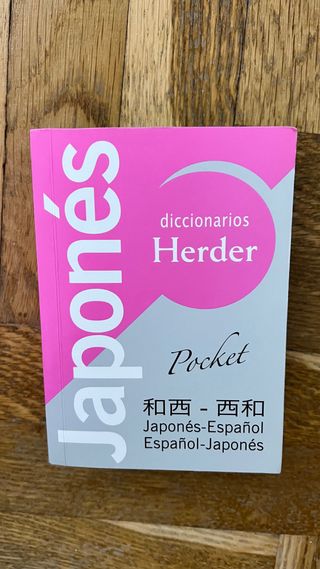 Japonés
diccionarios
Herder
Pocket
和西 - 西和
Japonés-Español
Español-Japonés